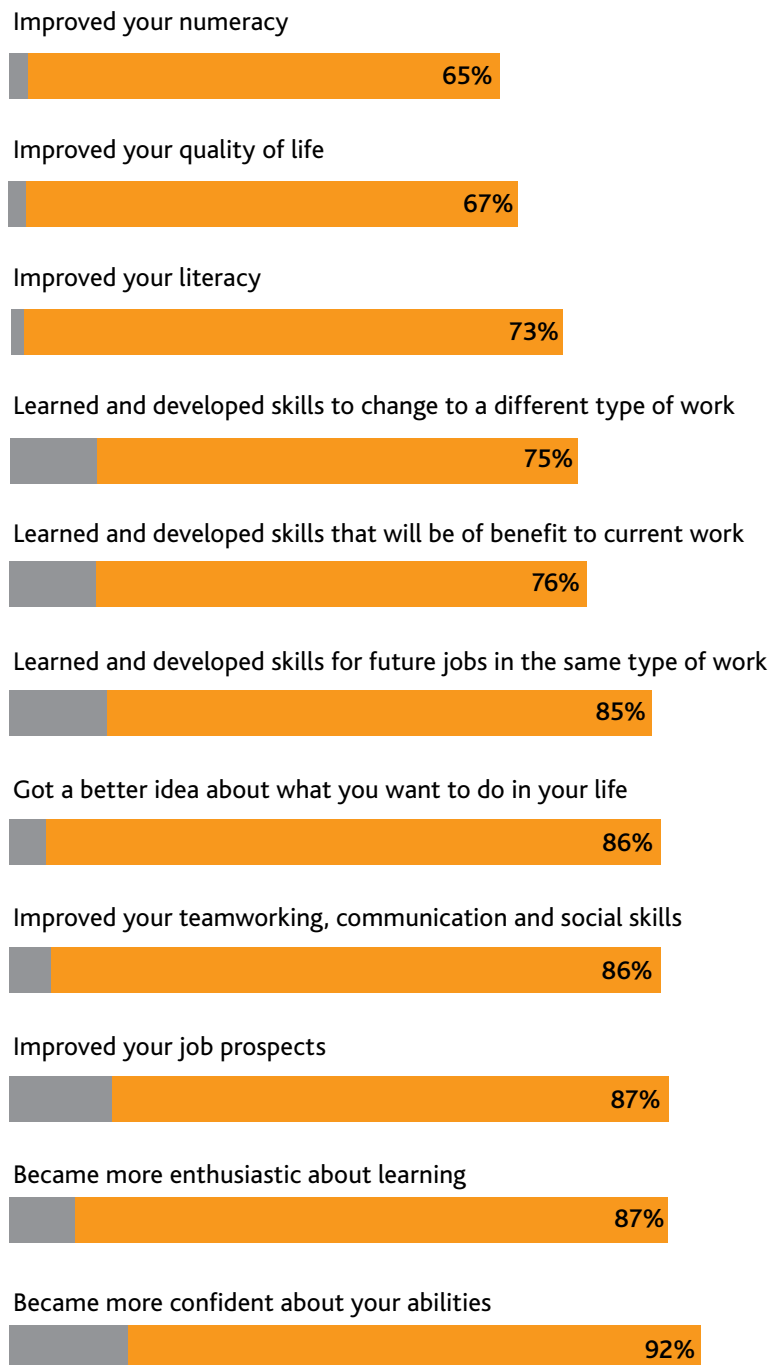 Improved your numeracy
65%
Improved your quality of life
67%
Improved your literacy
73%
Learned and developed skills to change to a different type of work
75%
Learned and developed skills that will be of benefit to current work
76%
Learned and developed skills for future jobs in the same type of work
85%
Got a better idea about what you want to do in your life
86%
Improved your teamworking, communication and social skills
86%
Improved your job prospects
87%
Became more enthusiastic about learning
87%
Became more confident about your abilities
92%